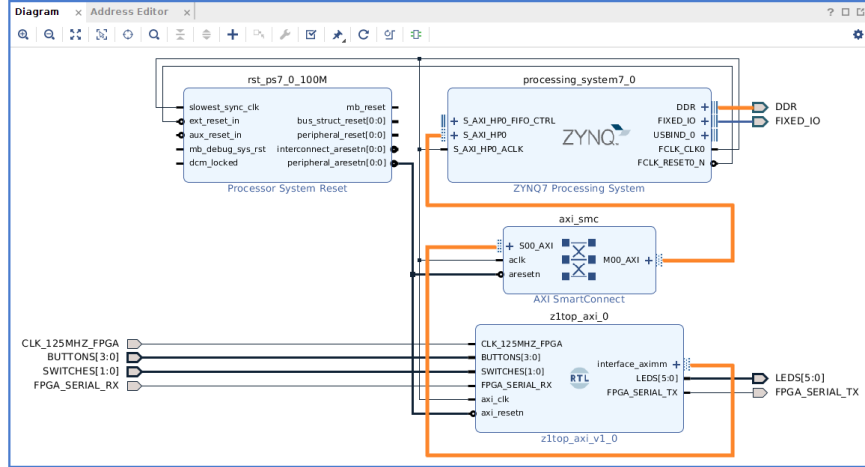 Diagram × Address Editor ×
?
rst_ps7_0_100M
slowest_sync_clk mb_reset
ext_reset_in bus_struct_reset[0:0]
aux_reset_in peripheral_reset[0:0]
mb_debug_sys_rst interconnect_aresetn[0:0]
dcm_locked peripheral_aresetn[0:0]
Processor System Reset
processing_system7_0
DDR
S_AXI_HP0_FIFO_CTRL FIXED_IO
S_AXI_HP0 USBIND_0
S_AXI_HP0_ACLK FCLK_CLK0
FCLK_RESET0_N
ZYNQ
ZYNQ7 Processing System
DDR
FIXED_IO
axi_smc
S00_AXI
aclk M00_AXI
aresetn
AXI SmartConnect
z1top_axi_0
CLK_125MHZ_FPGA
BUTTONS[3:0]
SWITCHES[1:0]
FPGA_SERIAL_RX
CLK_125MHZ_FPGA
BUTTONS[3:0] interface_aximm
SWITCHES[1:0] LEDS[5:0]
FPGA_SERIAL_RX FPGA_SERIAL_TX
axi_clk
axi_resetn
RTL
z1top_axi_v1_0
LEDS[5:0]
FPGA_SERIAL_TX